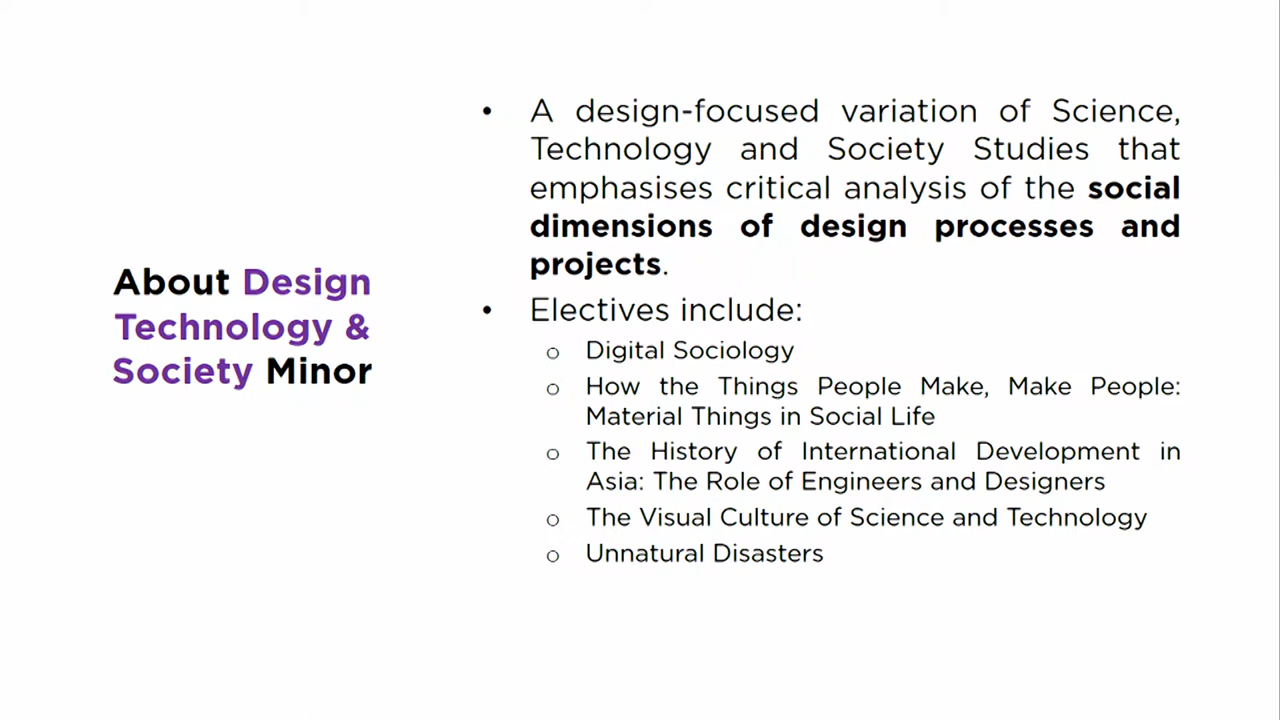 About Design
Technology &
Society Minor
• A design-focused variation of Science,
Technology and Society Studies that
emphasises critical analysis of the social
dimensions of design processes and
projects.
• Electives include:
o Digital Sociology
o How the Things People Make, Make People:
Material Things in Social Life
o The History of International Development in
Asia: The Role of Engineers and Designers
o The Visual Culture of Science and Technology
o Unnatural Disasters